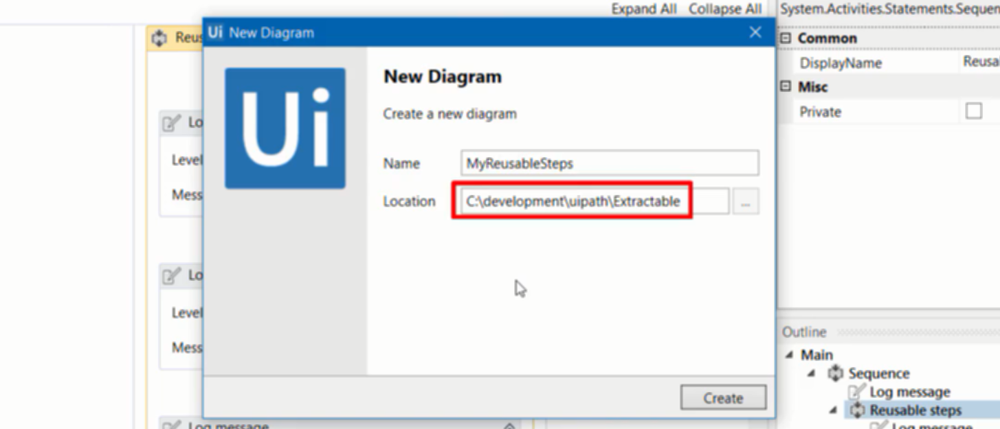 Expand All Collapse All
System.Activities.Statements.Sequen
Reus
Ui New Diagram
Common
DisplayName Reusa
Misc
Private
Ui
New Diagram
Create a new diagram
Name MyReusableSteps
Location C:\development\uipath\Extractable ...
Create
Lo
Level
Mess
Lo
Level
Mess
Log message
Outline
Main
Sequence
Log message
Reusable steps
Log message